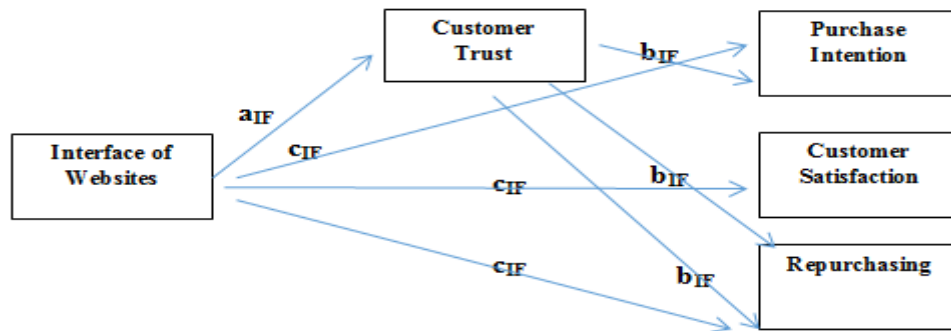 Customer
Trust
Purchase
Intention
bIF
aIF
cIF
Interface of
Websites
Customer
Satisfaction
cIF
bIF
Repurchasing
cIF
bIF